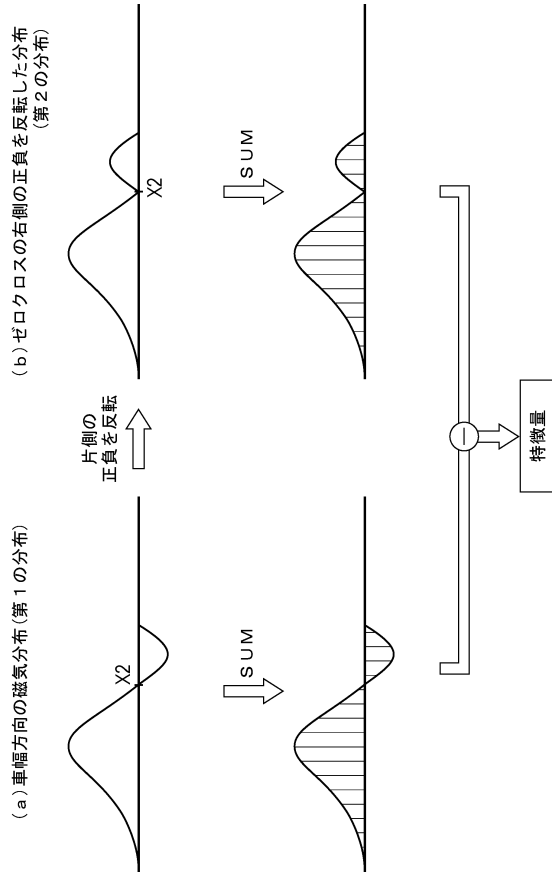 (a)車幅方向の磁気分布(第1の分布)
X2
SUM
片側の
正負を反転
(b)ゼロクロスの右側の正負を反転した分布
(第2の分布)
X2
SUM
特徴量